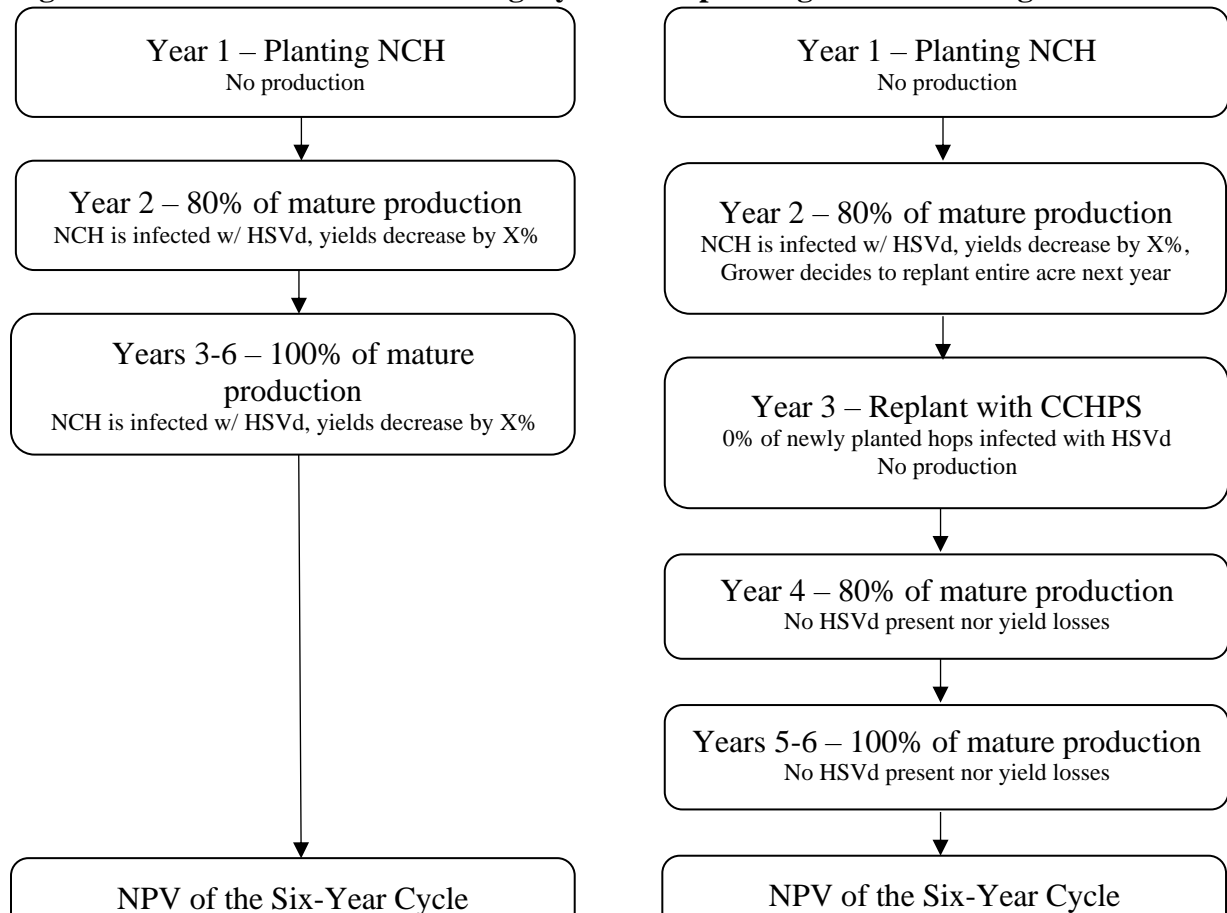 Year 1 – Planting NCH
No production
Year 2 – 80% of mature production
NCH is infected w/ HSVd, yields decrease by X%
Years 3-6 – 100% of mature
production
NCH is infected w/ HSVd, yields decrease by X%
NPV of the Six-Year Cycle
Year 1 – Planting NCH
No production
Year 2 – 80% of mature production
NCH is infected w/ HSVd, yields decrease by X%,
Grower decides to replant entire acre next year
Year 3 – Replant with CCHPS
0% of newly planted hops infected with HSVd
No production
Year 4 – 80% of mature production
No HSVd present nor yield losses
Years 5-6 – 100% of mature production
No HSVd present nor yield losses
NPV of the Six-Year Cycle